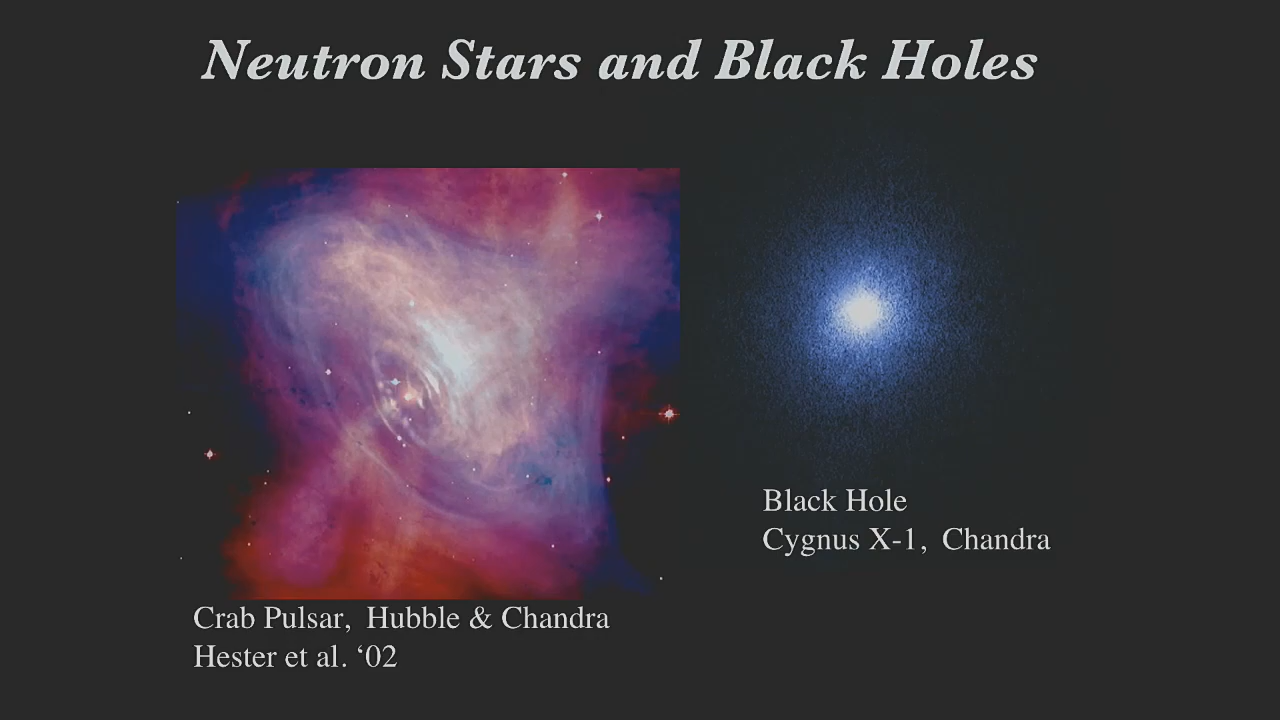 Neutron Stars and Black Holes
Black Hole
Cygnus X-1, Chandra
Crab Pulsar, Hubble & Chandra
Hester et al. ‘02